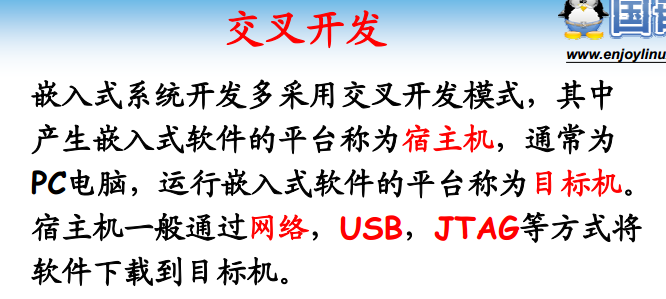 交叉开发
www.enjoylinu
嵌入式系统开发多采用交叉开发模式，其中
产生嵌入式软件的平台称为宿主机，通常为
PC电脑，运行嵌入式软件的平台称为目标机。
宿主机一般通过网络，USB，JTAG等方式将
软件下载到目标机。